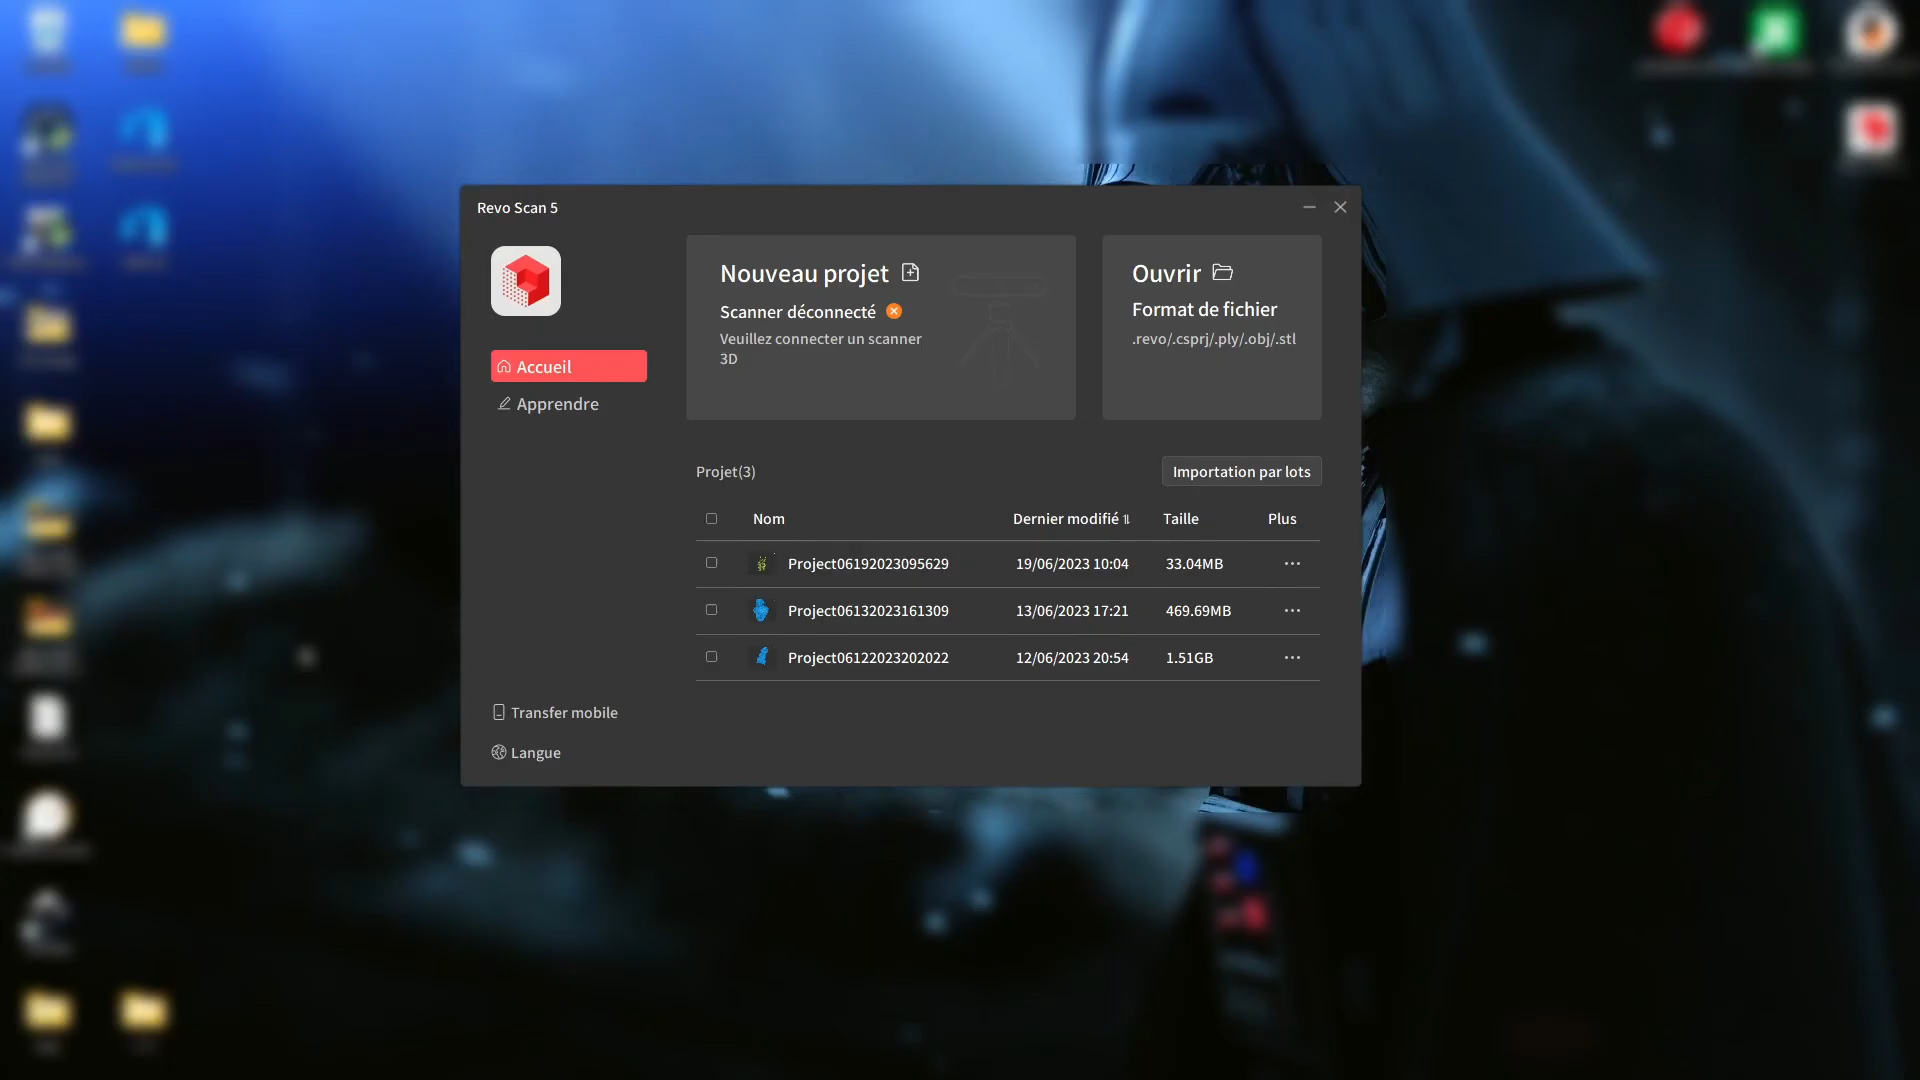 Revo Scan 5
Accueil
Apprendre
Transfer mobile
Langue
Nouveau projet
Scanner déconnecté
Veuillez connecter un scanner
3D
Ouvrir
Format de fichier
.revo/.csprj/.ply/.obj/.stl
Projet(3)
Importation par lots
Nom Dernier modifié Taille Plus
Project06192023095629 19/06/2023 10:04 33.04MB
Project06132023161309 13/06/2023 17:21 469.69MB
Project06122023202022 12/06/2023 20:54 1.51GB